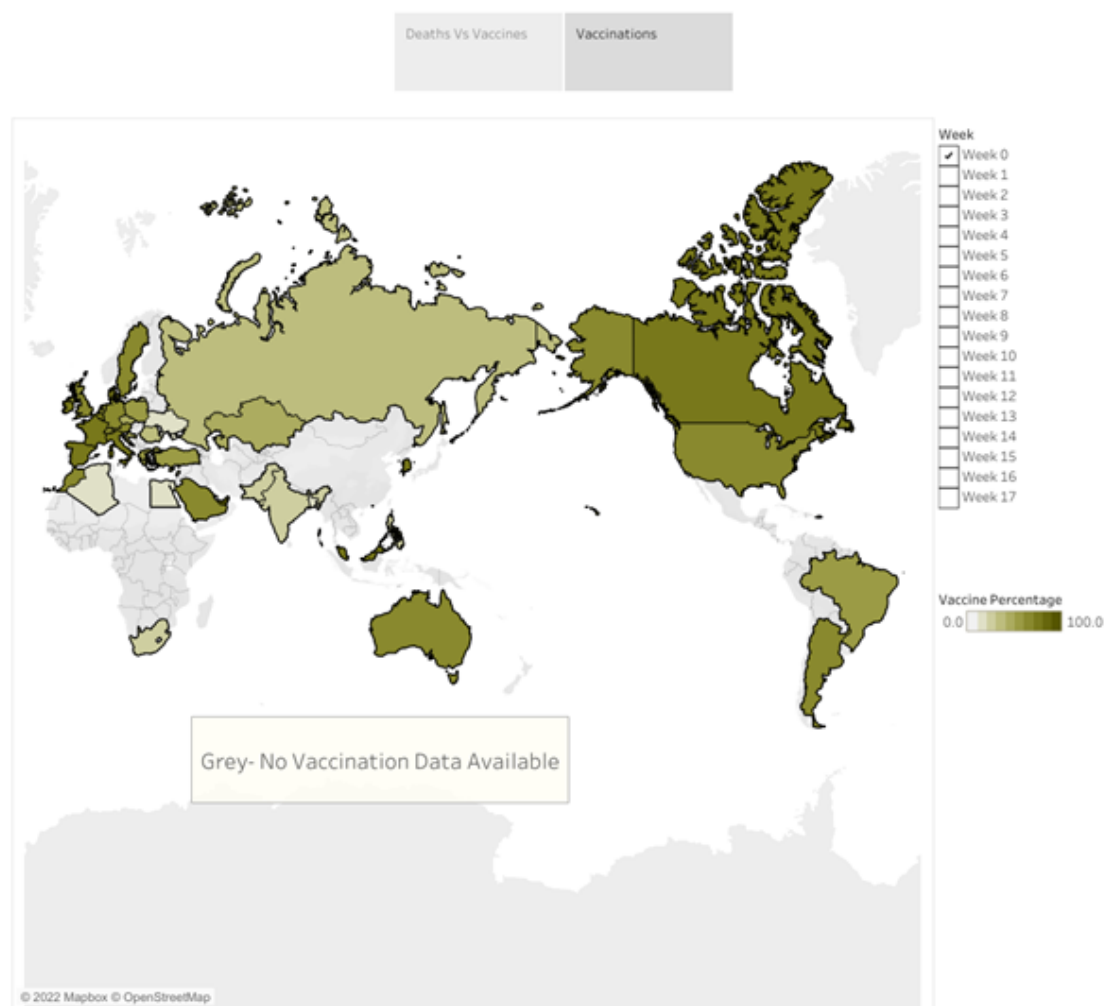 Deaths Vs Vaccines
Vaccinations
Week
Week 0
Week 1
Week 2
Week 3
Week 4
Week 5
Week 6
Week 7
Week 8
Week 9
Week 10
Week 11
Week 12
Week 13
Week 14
Week 15
Week 16
Week 17
Vaccine Percentage
0.0 100.0
Grey- No Vaccination Data Available
© 2022 Mapbox © OpenStreetMap